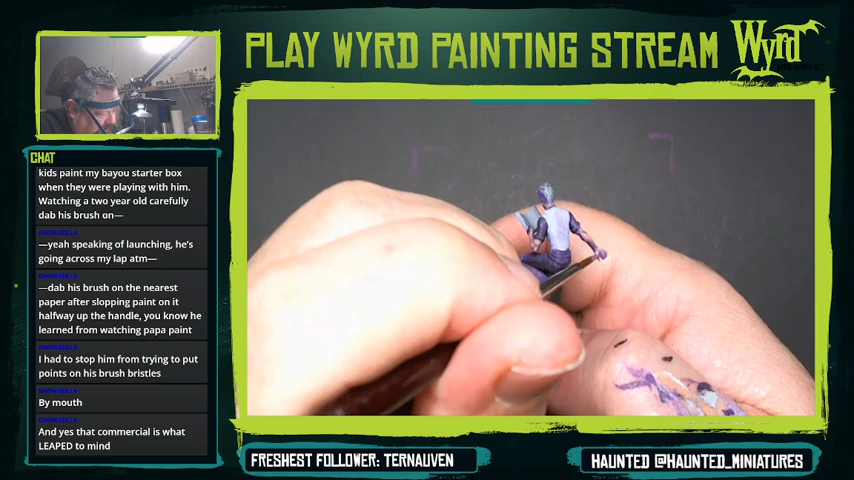 PLAY WYRD PAINTING STREAM
Wyrd
CHAT
kids paint my bayou starter box
when they were playing with him.
Watching a two year old carefully
dab his brush on—
—yeah speaking of launching, he's
going across my lap atm—
—dab his brush on the nearest
paper after slopping paint on it
halfway up the handle, you know he
learned from watching papa paint
I had to stop him from trying to put
points on his brush bristles
By mouth
And yes that commercial is what
LEAPED to mind
FRESHEST FOLLOWER: TERNAUVEN
HAUNTED @HAUNTED_MINIATURES